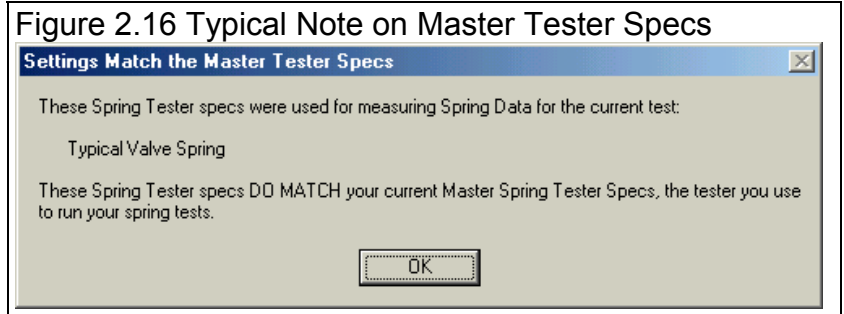 Figure 2.16 Typical Note on Master Tester Specs
Settings Match the Master Tester Specs
These Spring Tester specs were used for measuring Spring Data for the current test:
Typical Valve Spring
These Spring Tester specs DO MATCH your current Master Spring Tester Specs, the tester you use
to run your spring tests.
OK